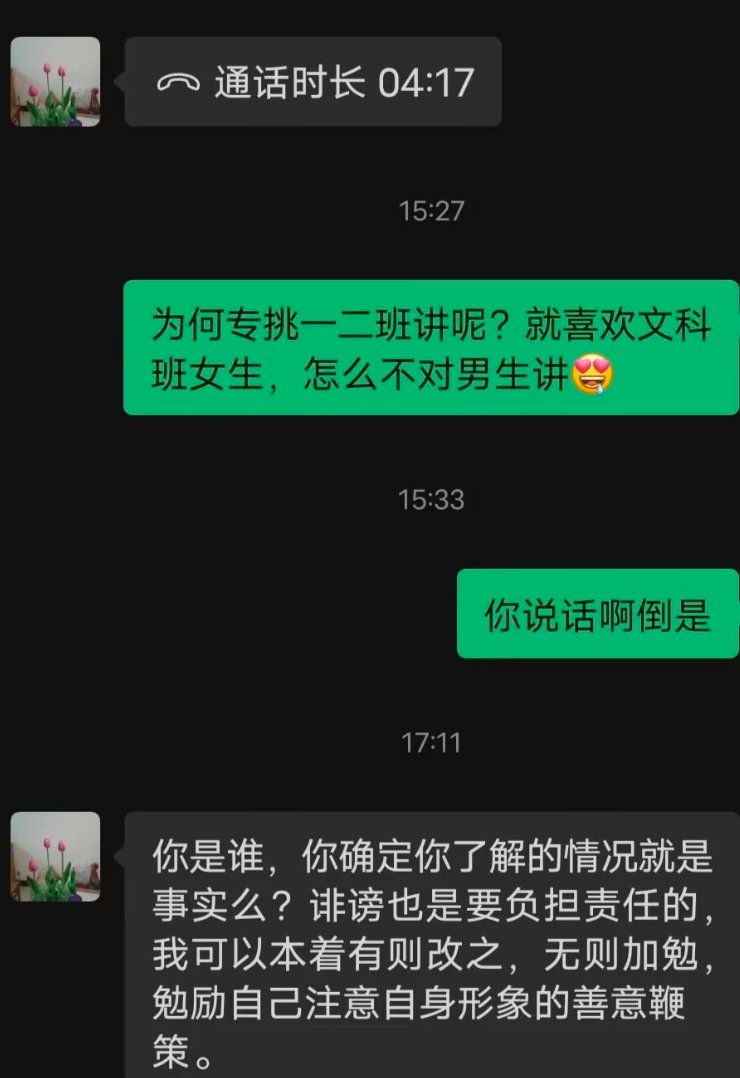 通话时长 04:17
15:27
为何专挑一二班讲呢？就喜欢文科
班女生，怎么不对男生讲🤤
15:33
你说话啊倒是
17:11
你是谁，你确定你了解的情况就是
事实么？诽谤也是要负担责任的，
我可以本着有则改之，无则加勉，
勉励自己注意自身形象的善意鞭
策。